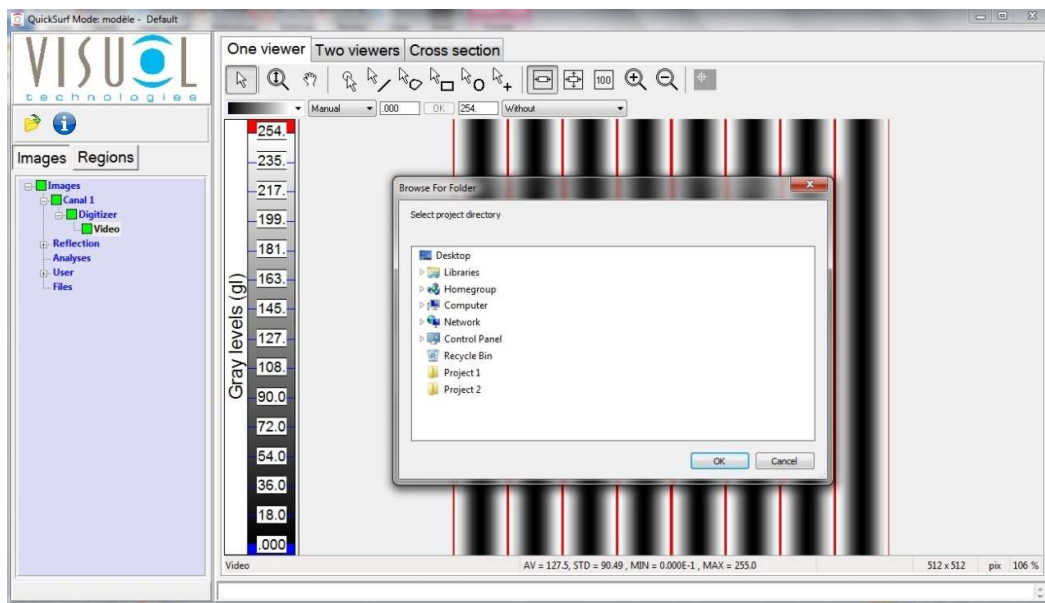 QuickSurf Mode: modèle - Default
VISUOL
technologies
Images Regions
Images
Canal 1
Digitizer
Video
Reflection
Analyses
User
Files
One viewer Two viewers Cross section
100
Manual .000 OK 254. Without
Gray levels (gl)
254.
235.
217.
199.
181.
163.
145.
127.
108.
90.0
72.0
54.0
36.0
18.0
.000
Browse For Folder
Select project directory
Desktop
Libraries
Homegroup
Computer
Network
Control Panel
Recycle Bin
Project 1
Project 2
OK Cancel
Video AV = 127.5, STD = 90.49 , MIN = 0.000E-1 , MAX = 255.0 512 x 512 pix 106 %